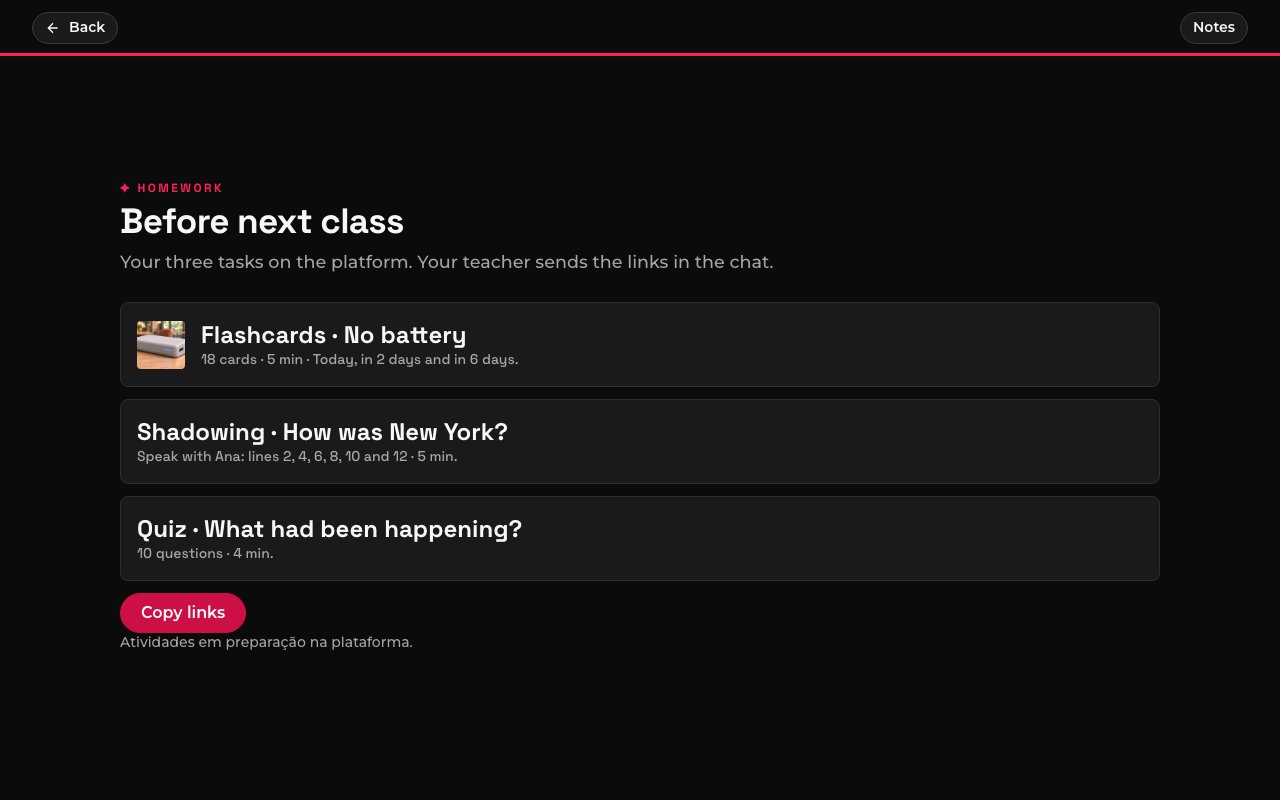 Back
Notes
HOMEWORK
Before next class
Your three tasks on the platform. Your teacher sends the links in the chat.
Flashcards · No battery
18 cards · 5 min · Today, in 2 days and in 6 days.
Shadowing · How was New York?
Speak with Ana: lines 2, 4, 6, 8, 10 and 12 · 5 min.
Quiz · What had been happening?
10 questions · 4 min.
Copy links
Atividades em preparação na plataforma.